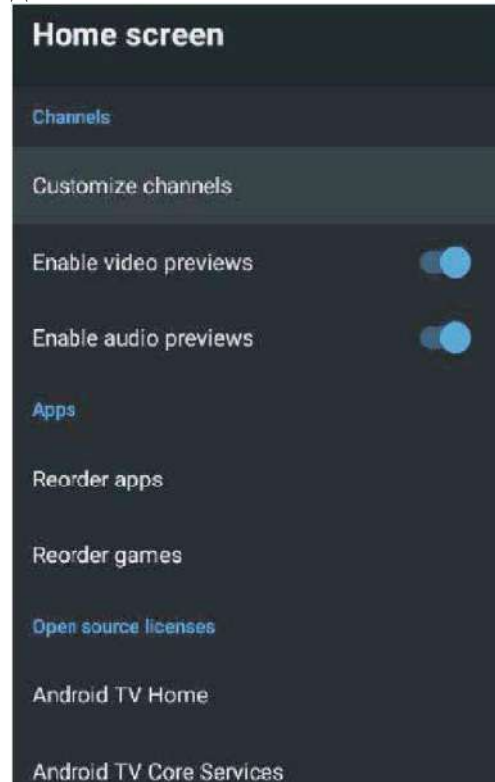 Home screen
Channels
Customize channels
Enable video previews
Enable audio previews
Apps
Reorder apps
Reorder games
Open source licenses
Android TV Home
Android TV Core Services